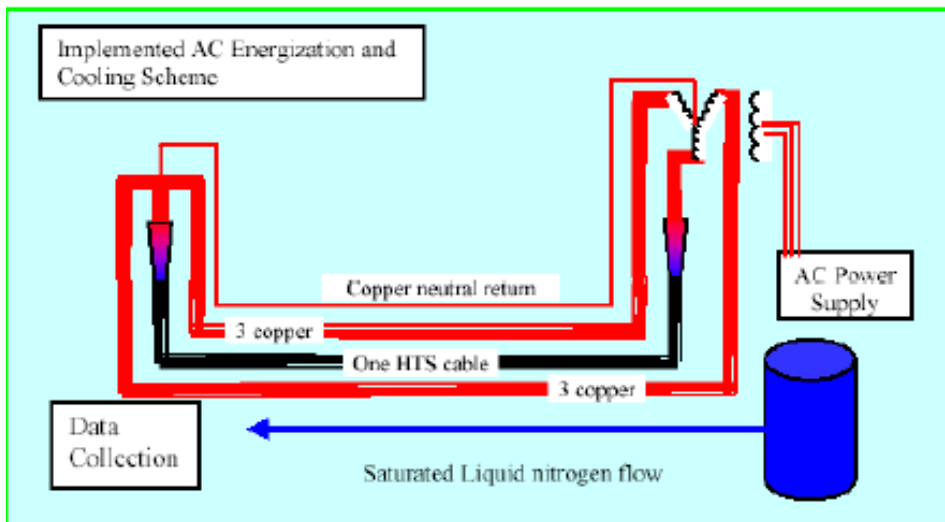 Implemented AC Energization and
Cooling Scheme
Copper neutral return
3 copper
One HTS cable
3 copper
AC Power
Supply
Data
Collection
Saturated Liquid nitrogen flow